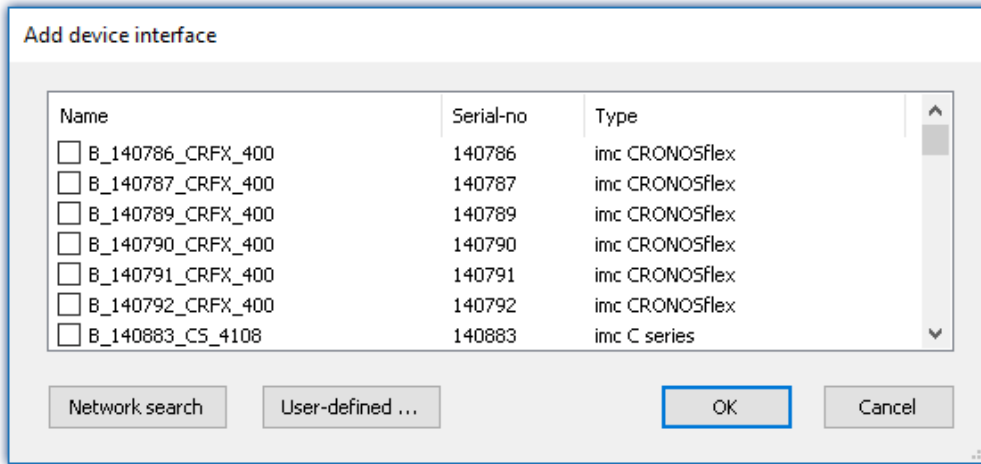 Add device interface
Name Serial-no Type
B_140786_CRFX_400 140786 imc CRONOSflex
B_140787_CRFX_400 140787 imc CRONOSflex
B_140789_CRFX_400 140789 imc CRONOSflex
B_140790_CRFX_400 140790 imc CRONOSflex
B_140791_CRFX_400 140791 imc CRONOSflex
B_140792_CRFX_400 140792 imc CRONOSflex
B_140883_CS_4108 140883 imc C series
Network search User-defined ... OK Cancel